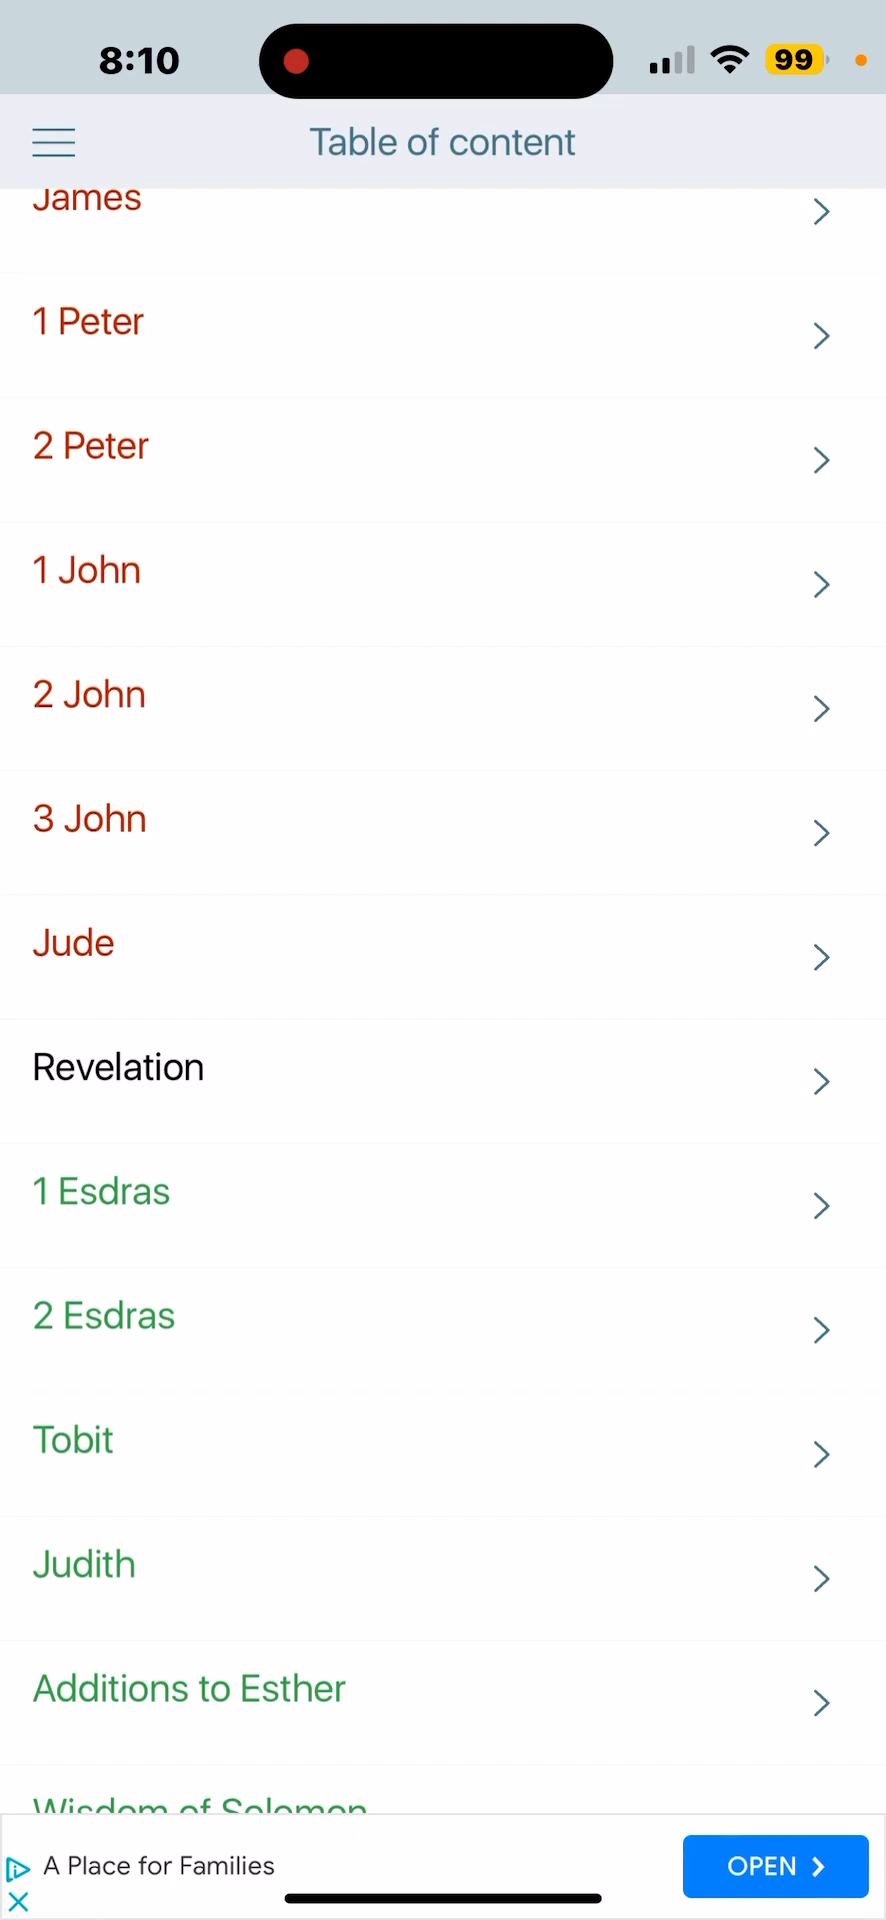 8:10
99
Table of content
James
1 Peter
2 Peter
1 John
2 John
3 John
Jude
Revelation
1 Esdras
2 Esdras
Tobit
Judith
Additions to Esther
Wisdom of Solomon
A Place for Families
OPEN